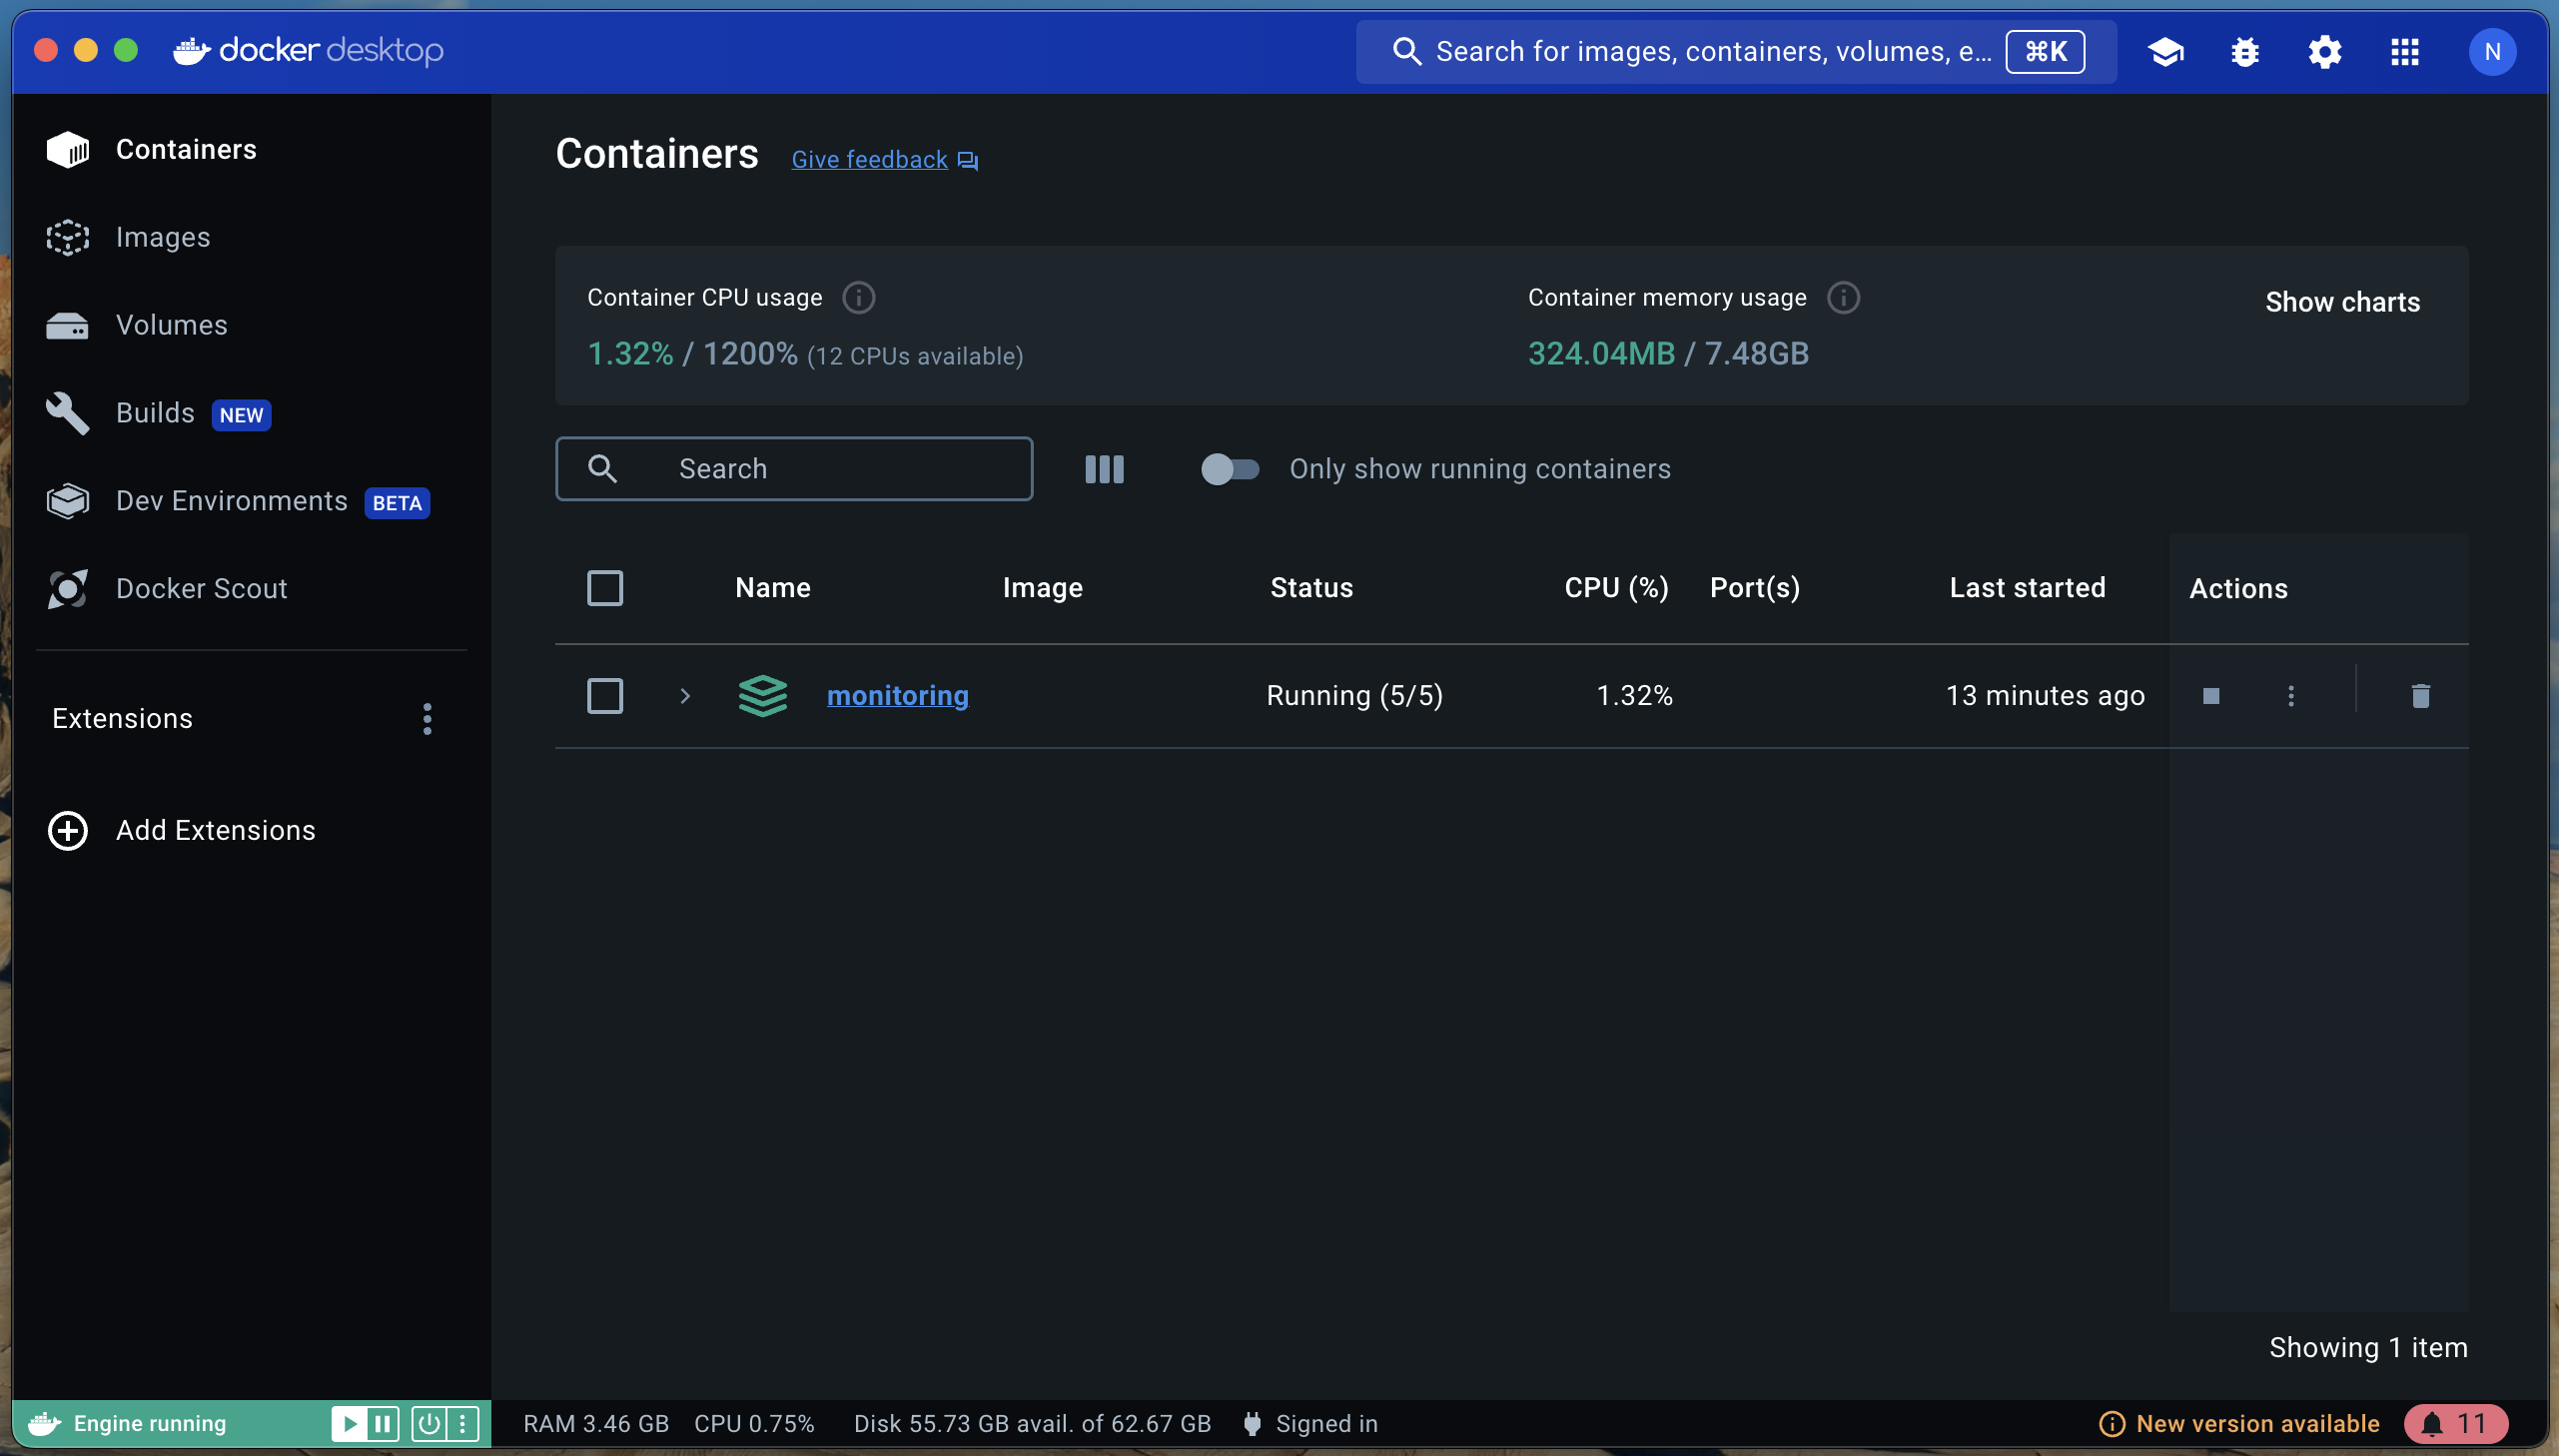 docker desktop
Search for images, containers, volumes, e... ⌘K
N
Containers
Images
Volumes
Builds NEW
Dev Environments BETA
Docker Scout
Extensions
Add Extensions
Containers Give feedback
Container CPU usage
1.32% / 1200% (12 CPUs available)
Container memory usage
324.04MB / 7.48GB
Show charts
Search
Only show running containers
Name Image Status CPU (%) Port(s) Last started Actions
monitoring Running (5/5) 1.32% 13 minutes ago
Showing 1 item
Engine running
RAM 3.46 GB CPU 0.75% Disk 55.73 GB avail. of 62.67 GB Signed in
New version available 11